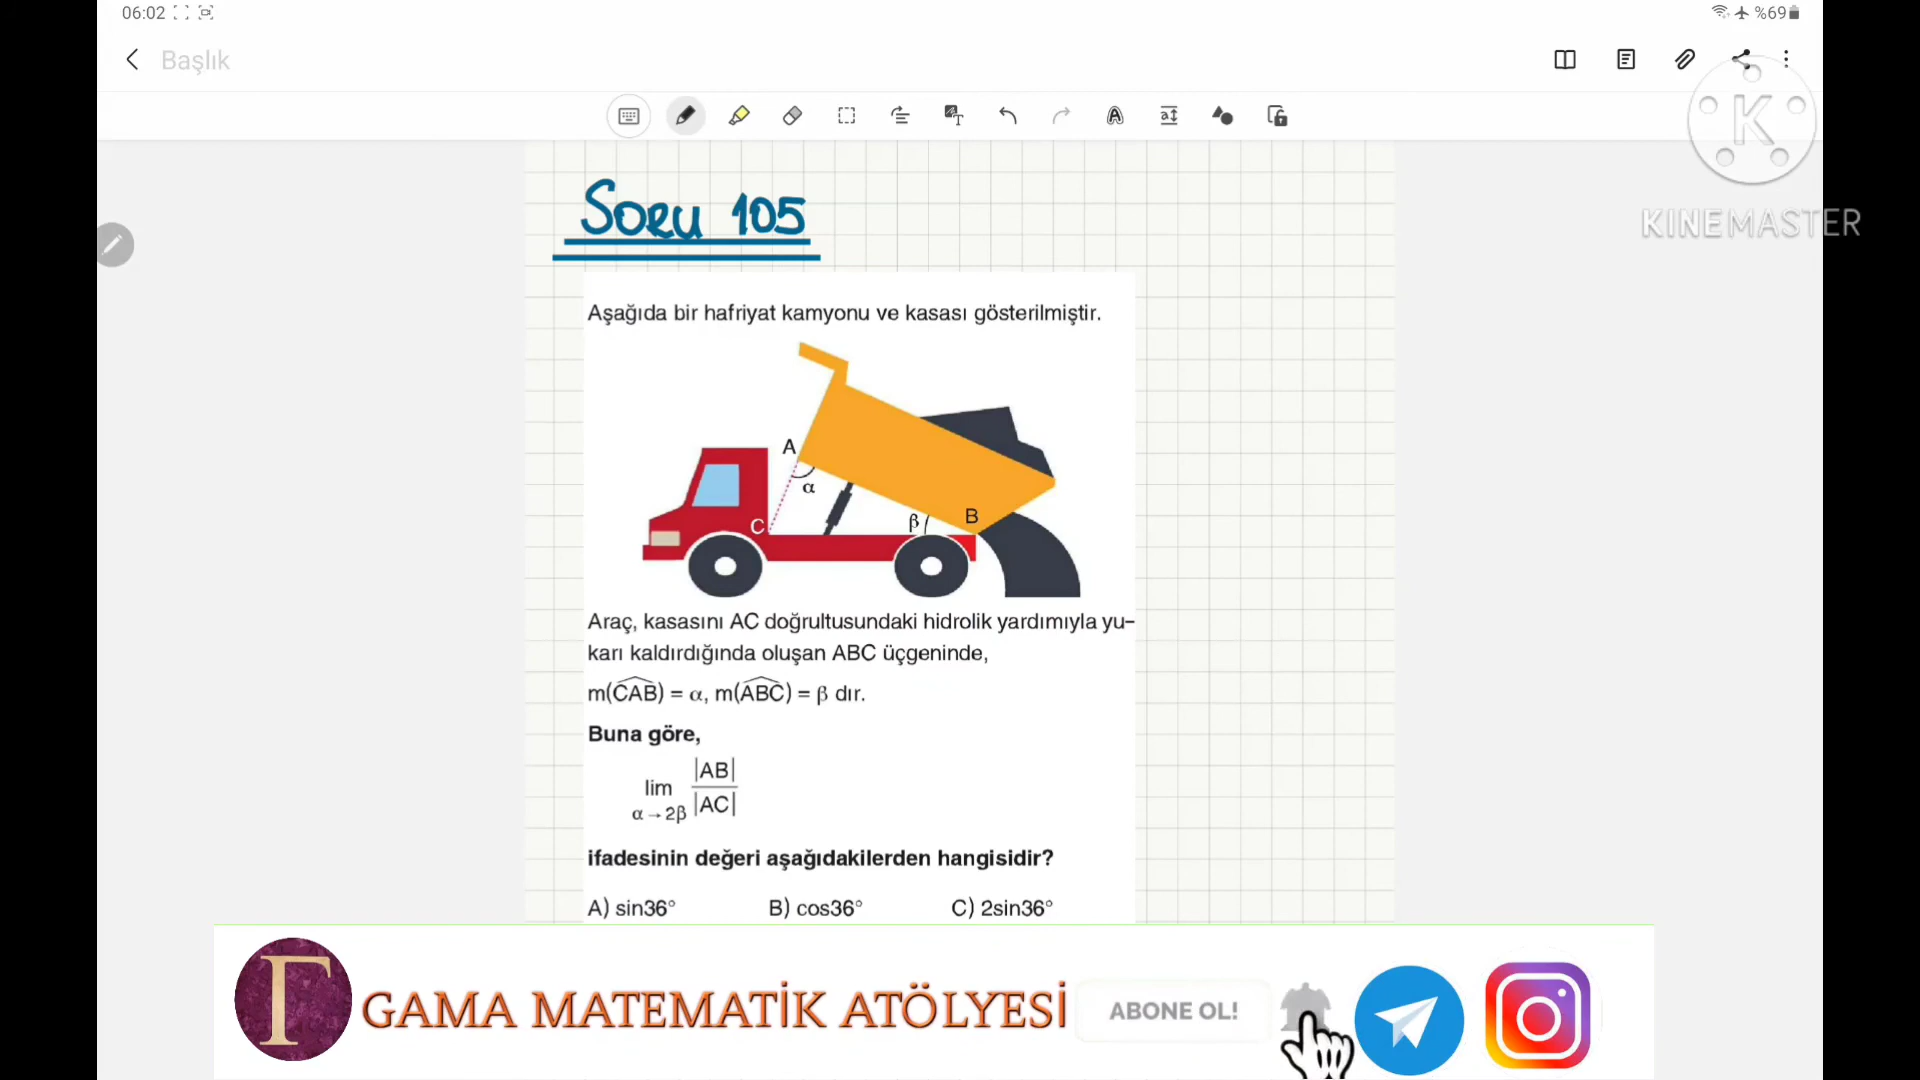 06:02
%69
Başlık
KINEMASTER
Soru 105
Aşağıda bir hafriyat kamyonu ve kasası gösterilmiştir.
A
α
C
β
B
Araç, kasasını AC doğrultusundaki hidrolik yardımıyla yu-
karı kaldırdığında oluşan ABC üçgeninde,
m(CAB) = α, m(ABC) = β dır.
Buna göre,
lim |AB|
α→2β |AC|
ifadesinin değeri aşağıdakilerden hangisidir?
A) sin36° B) cos36° C) 2sin36°
Γ GAMA MATEMATİK ATÖLYESİ ABONE OL!